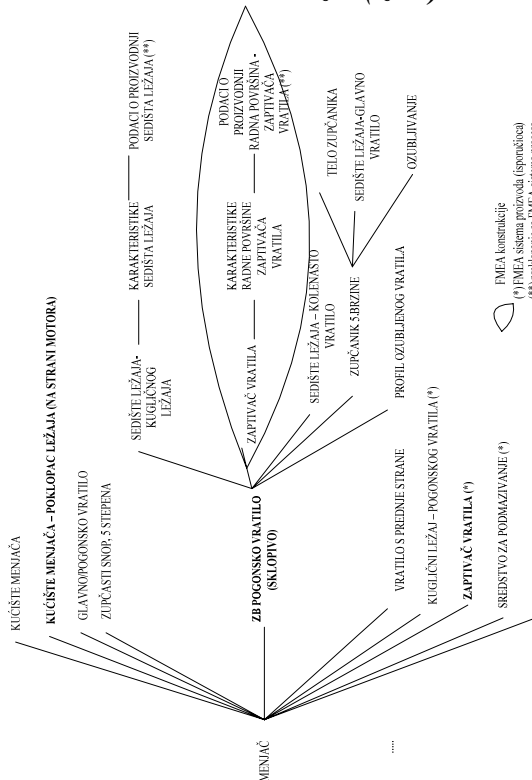 KUĆIŠTE MENJAČA
KUĆIŠTE MENJAČA – POKLOPAC LEŽAJA (NA STRANI MOTORA)
GLAVNO/POGONSKO VRATILO
ZUPČASTI SNOP, 5 STEPENA
MENJAČ
.....
ZB POGONSKO VRATILO
(SKLOPIVO)
VRATILO S PREDNJE STRANE
KUGLIČNI LEŽAJ – POGONSKOG VRATILA (*)
ZAPTIVAČ VRATILA (*)
SREDSTVO ZA PODMAZIVANJE (*)
SEDIŠTE LEŽAJA-
KUGLIČNOG
LEŽAJA
KARAKTERISTIKE
SEDIŠTA LEŽAJA
PODACI O PROIZVODNJI
SEDIŠTA LEŽAJA (**)
ZAPTIVAČ VRATILA
KARAKTERISTIKE
RADNE POVRŠINE
ZAPTIVAČA
VRATILA
PODACI O
PROIZVODNJI
RADNA POVRŠINA -
ZAPTIVAČA
VRATILA (**)
SEDIŠTE LEŽAJA – KOLENASTO
VRATILO
ZUPČANIK 5.BRZINE
PROFIL OZUBLJENOG VRATILA
TELO ZUPČANIKA
SEDIŠTE LEŽAJA-GLAVNO
VRATILO
OZUBLJIVANJE
FMEA konstrukcije
(*) FMEA sistema proizvoda (isporučioca)